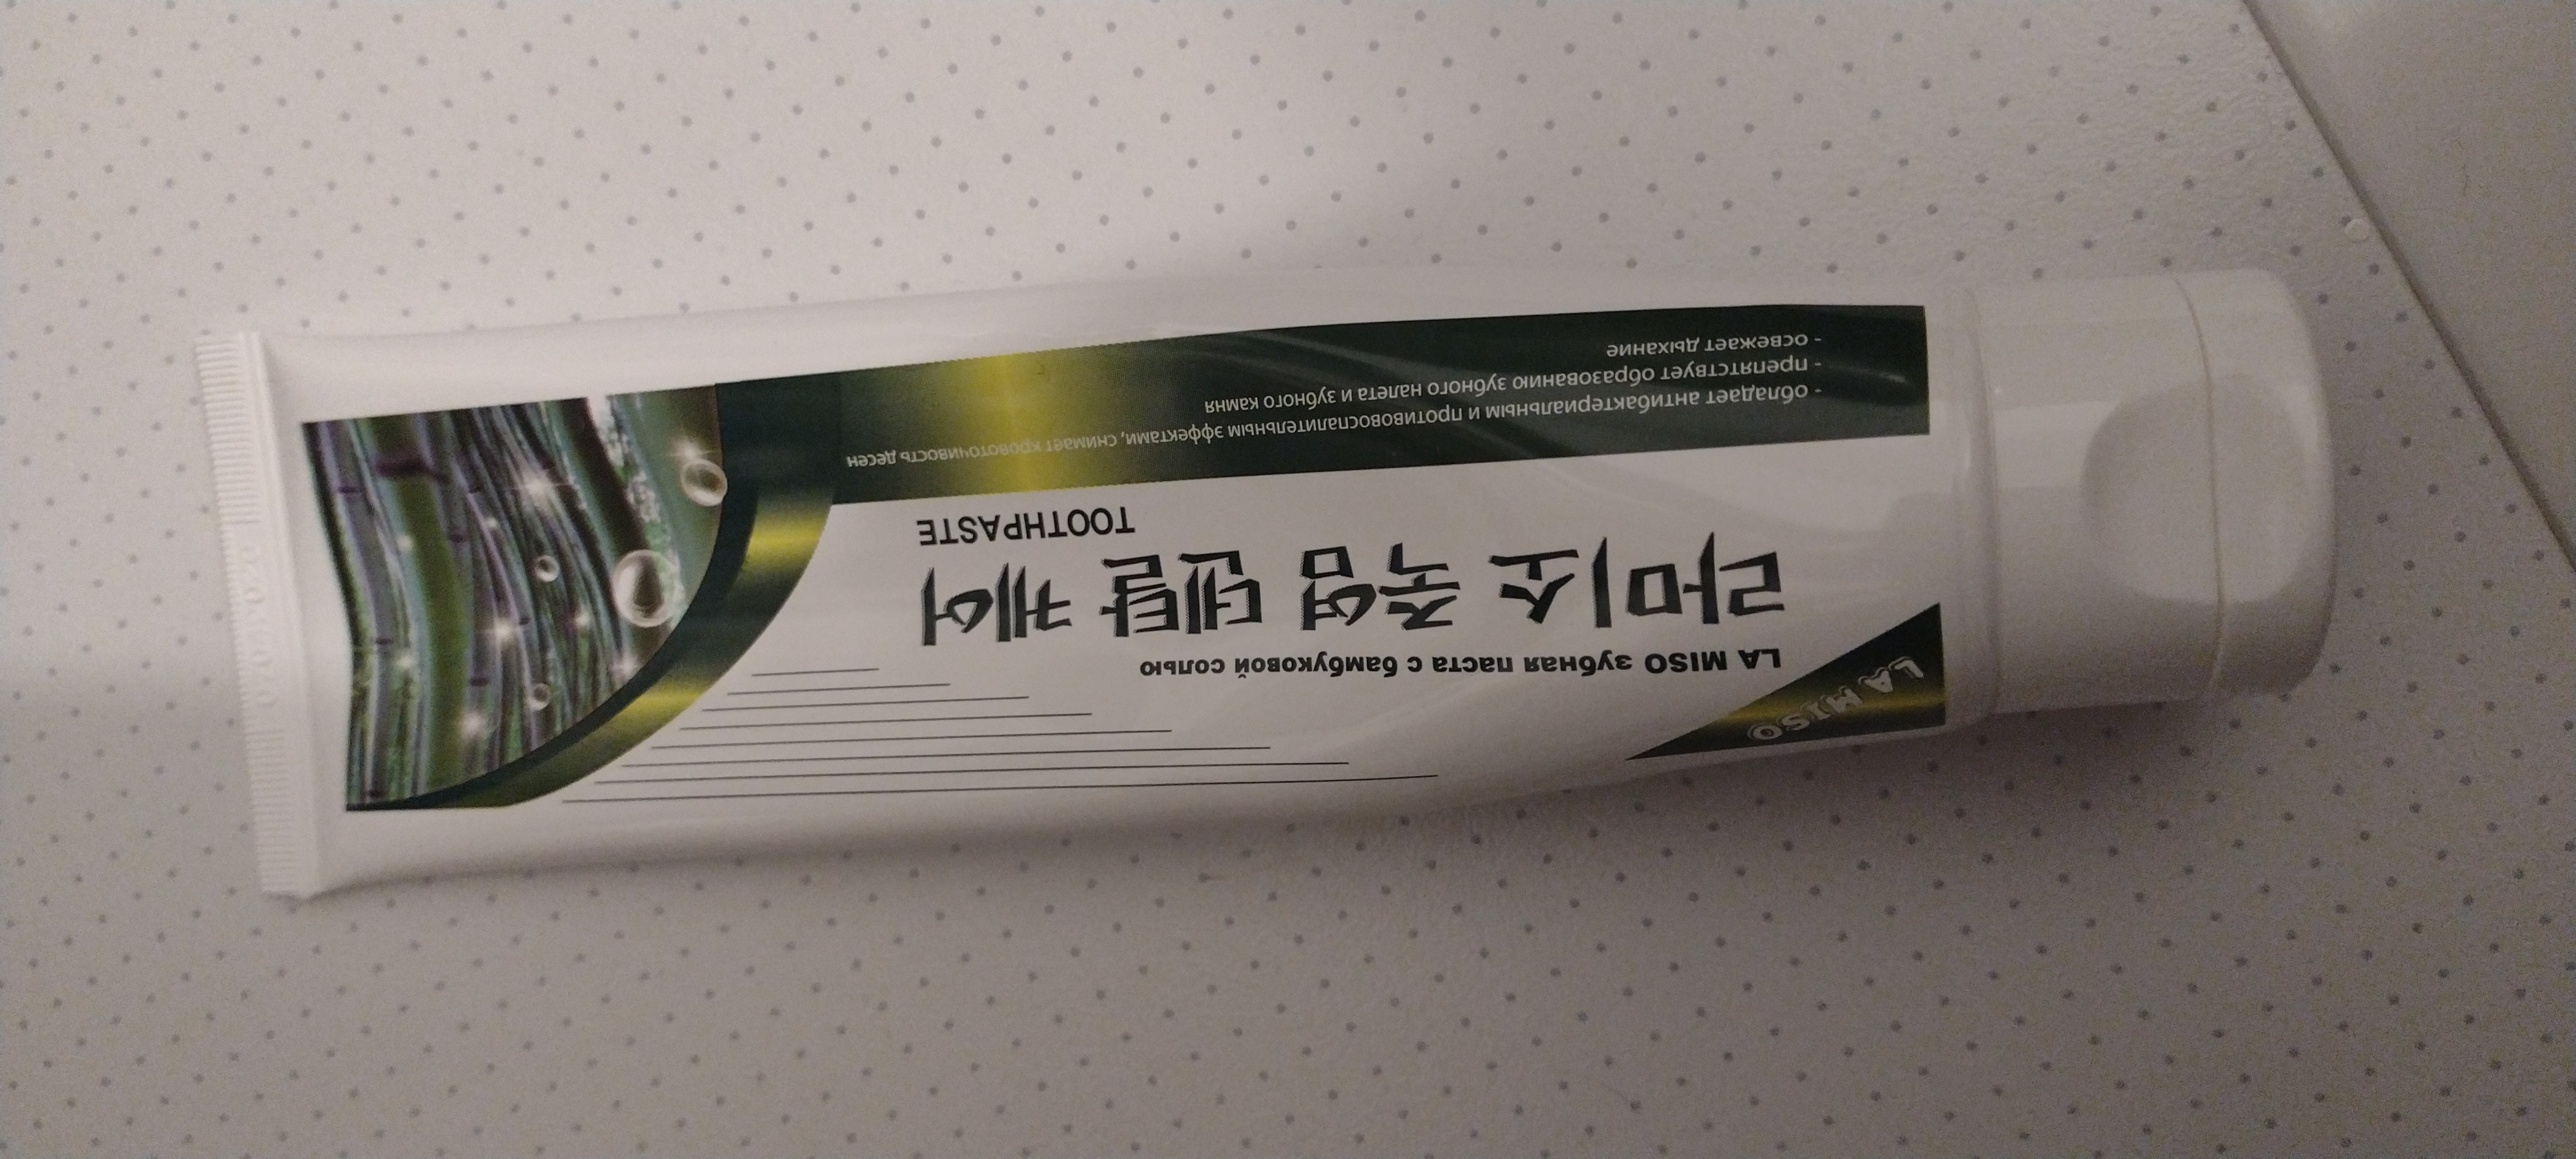 LA MISO
LA MISO зубная паста с бамбуковой солью
라미소 죽염 덴탈 케어
TOOTHPASTE
- обладает антибактериальным и противовоспалительным эффектами, снимает кровоточивость десен
- препятствует образованию зубного налета и зубного камня
- освежает дыхание